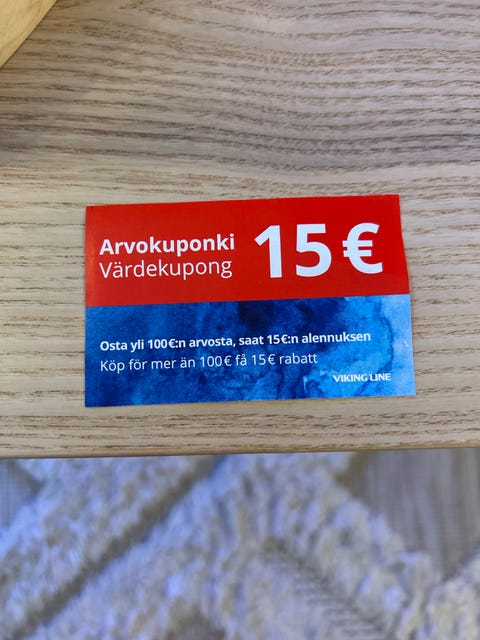 Arvokuponki
Värdekupong
15 €
Osta yli 100 €:n arvosta, saat 15 €:n alennuksen
Köp för mer än 100 € få 15 € rabatt
VIKING LINE